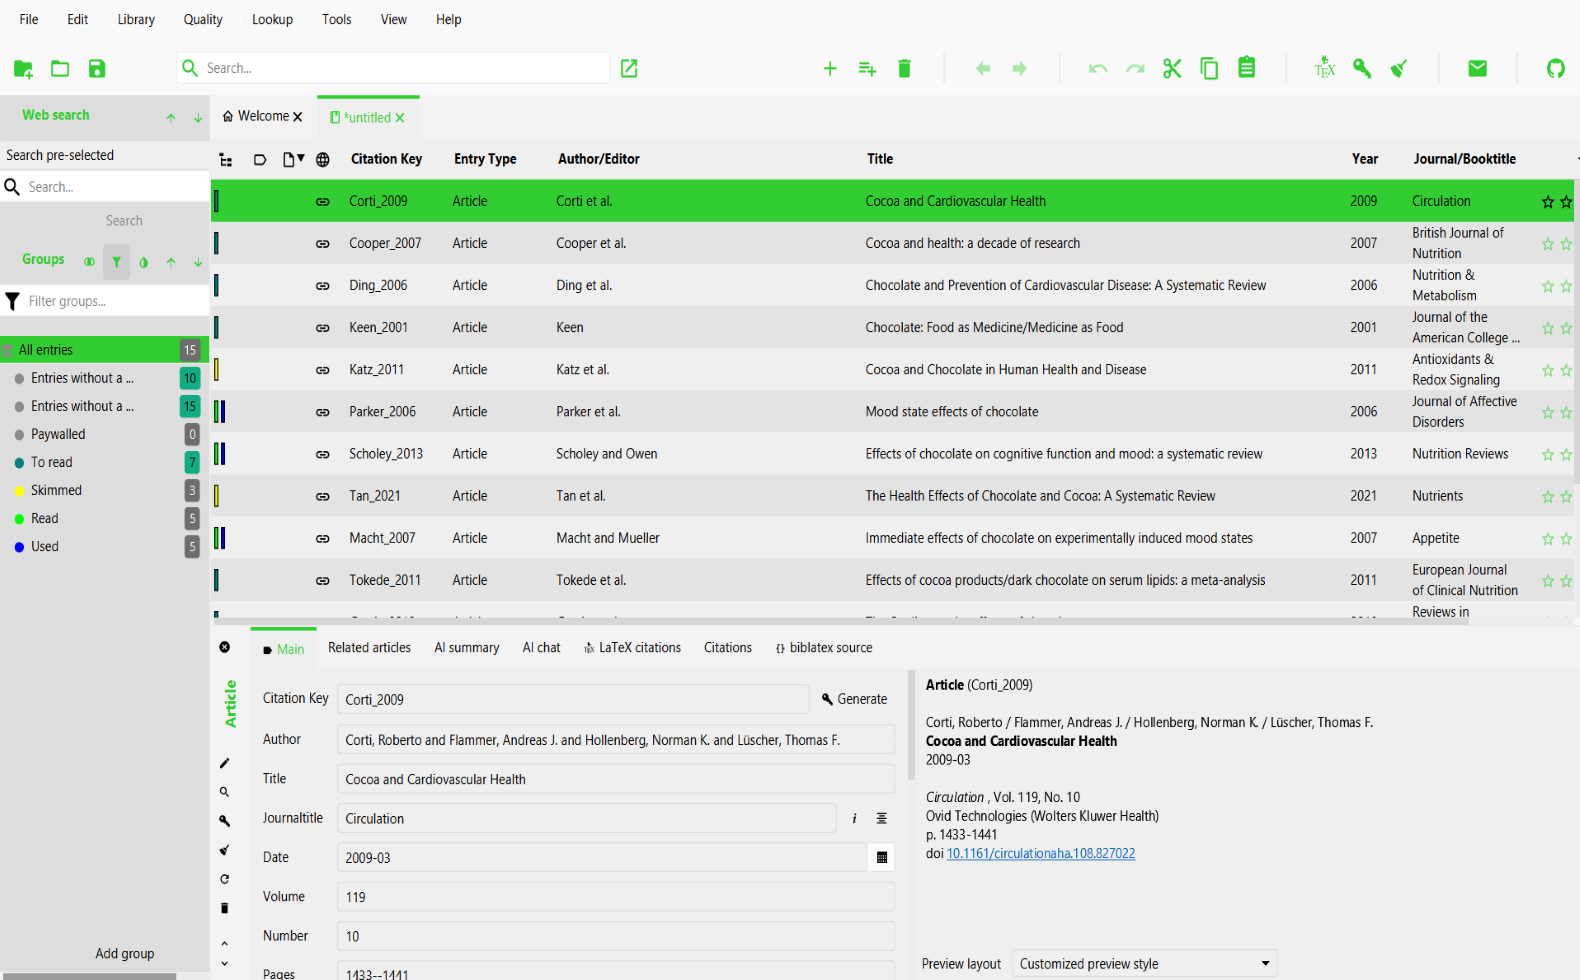 File Edit Library Quality Lookup Tools View Help
Search...
Web search
Welcome
*untitled
Search pre-selected
Search...
Search
Groups
Filter groups...
All entries 15
Entries without a ... 10
Entries without a ... 15
Paywalled 0
To read 7
Skimmed 3
Read 5
Used 5
Add group
Citation Key Entry Type Author/Editor Title Year Journal/Booktitle
Corti_2009 Article Corti et al. Cocoa and Cardiovascular Health 2009 Circulation
Cooper_2007 Article Cooper et al. Cocoa and health: a decade of research 2007 British Journal of
Nutrition
Ding_2006 Article Ding et al. Chocolate and Prevention of Cardiovascular Disease: A Systematic Review 2006 Nutrition &
Metabolism
Keen_2001 Article Keen Chocolate: Food as Medicine/Medicine as Food 2001 Journal of the
American College ...
Katz_2011 Article Katz et al. Cocoa and Chocolate in Human Health and Disease 2011 Antioxidants &
Redox Signaling
Parker_2006 Article Parker et al. Mood state effects of chocolate 2006 Journal of Affective
Disorders
Scholey_2013 Article Scholey and Owen Effects of chocolate on cognitive function and mood: a systematic review 2013 Nutrition Reviews
Tan_2021 Article Tan et al. The Health Effects of Chocolate and Cocoa: A Systematic Review 2021 Nutrients
Macht_2007 Article Macht and Mueller Immediate effects of chocolate on experimentally induced mood states 2007 Appetite
Tokede_2011 Article Tokede et al. Effects of cocoa products/dark chocolate on serum lipids: a meta-analysis 2011 European Journal
of Clinical Nutrition
Reviews in
Main Related articles AI summary AI chat LaTeX citations Citations {} biblatex source
Article
Citation Key Corti_2009 Generate
Author Corti, Roberto and Flammer, Andreas J. and Hollenberg, Norman K. and Lüscher, Thomas F.
Title Cocoa and Cardiovascular Health
Journaltitle Circulation i
Date 2009-03
Volume 119
Number 10
Pages 1433--1441
Article (Corti_2009)
Corti, Roberto / Flammer, Andreas J. / Hollenberg, Norman K. / Lüscher, Thomas F.
Cocoa and Cardiovascular Health
2009-03
Circulation , Vol. 119, No. 10
Ovid Technologies (Wolters Kluwer Health)
p. 1433-1441
doi 10.1161/circulationaha.108.827022
Preview layout Customized preview style